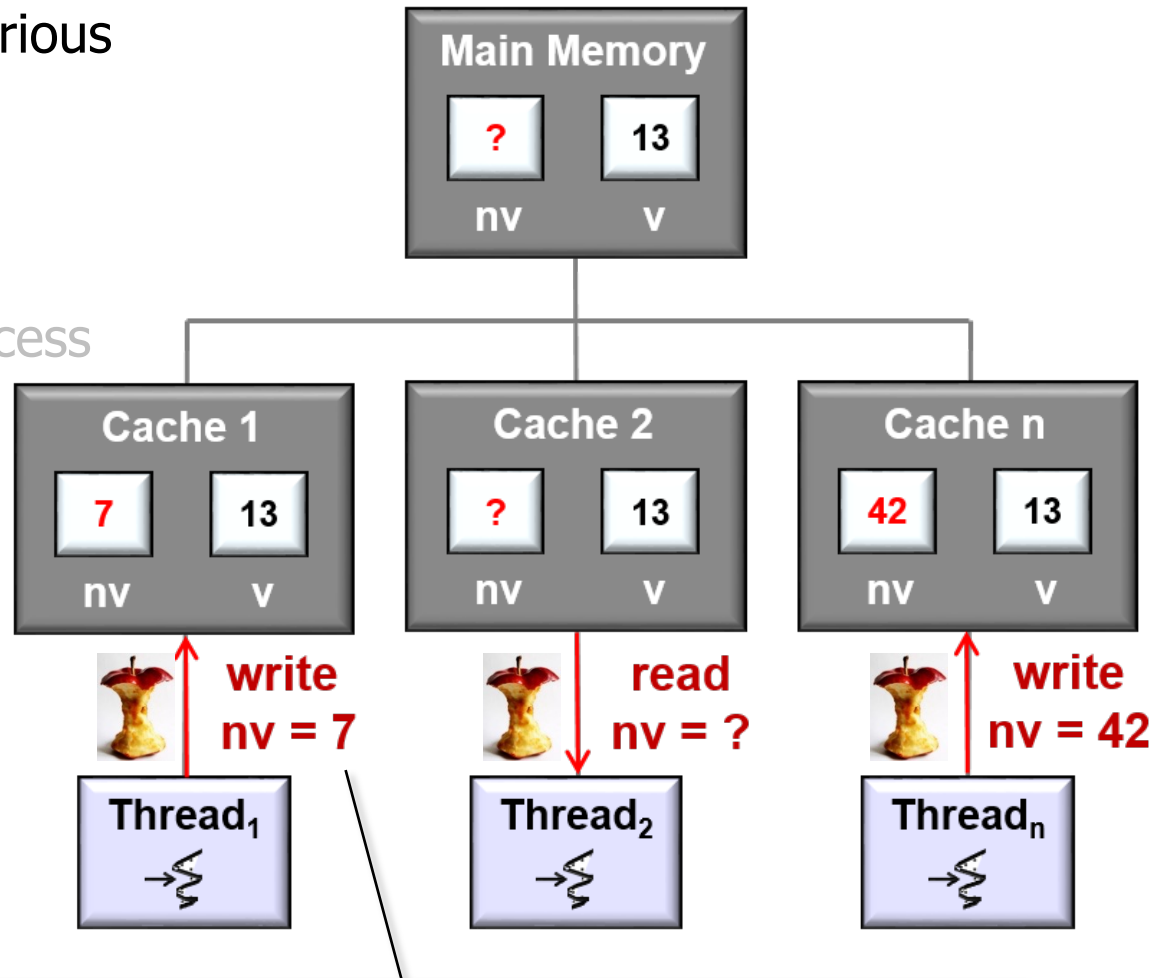 rious
Main Memory
? 13
nv v
cess
Cache 1 Cache 2 Cache n
7 13 ? 13 42 13
nv v nv v nv v
write read write
nv = 7 nv = ? nv = 42
Thread1 Thread2 Threadn